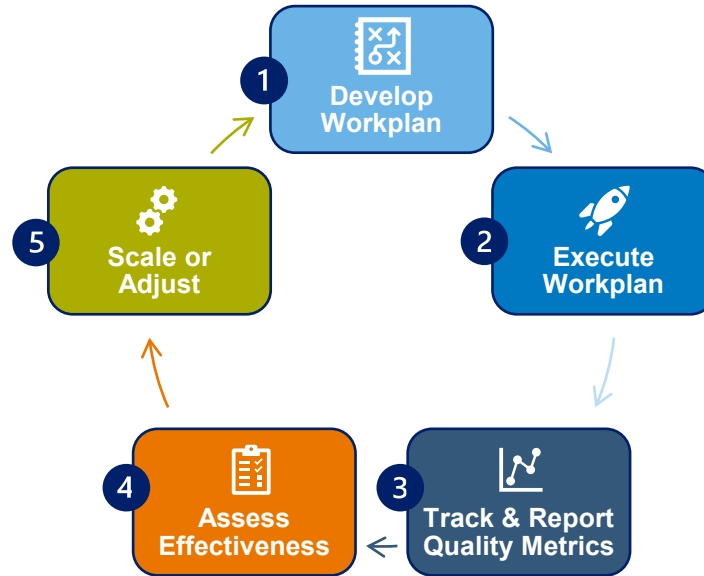 1
Develop
Workplan
2
Execute
Workplan
3
Track & Report
Quality Metrics
4
Assess
Effectiveness
5
Scale or
Adjust